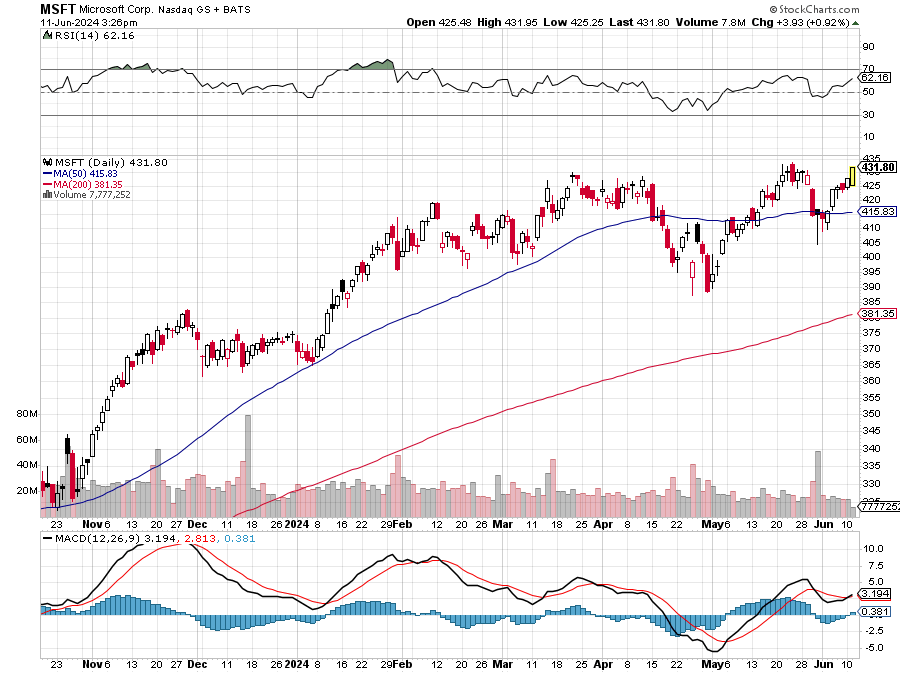 MSFT Microsoft Corp. Nasdaq GS + BATS © StockCharts.com
11-Jun-2024 3:26pm Open 425.48 High 431.95 Low 425.25 Last 431.80 Volume 7.8M Chg +3.93 (+0.92%)
RSI(14) 62.16
90
70
62.16
50
30
10
MSFT (Daily) 431.80
MA(50) 415.83
MA(200) 381.35
Volume 7,777,252
435
431.80
425
420
415.83
410
405
400
395
390
385
381.35
375
370
365
360
355
80M 350
345
60M 340
40M 335
20M 330
7777252
23 Nov 6 13 20 27 Dec 11 18 26 2024 8 16 22 29 Feb 12 20 26 Mar 11 18 25 Apr 8 15 22 May 6 13 20 28 Jun 10
MACD(12,26,9) 3.194, 2.813, 0.381
10.0
7.5
5.0
3.194
0.381
-2.5
-5.0
23 Nov 6 13 20 27 Dec 11 18 26 2024 8 16 22 29 Feb 12 20 26 Mar 11 18 25 Apr 8 15 22 May 6 13 20 28 Jun 10